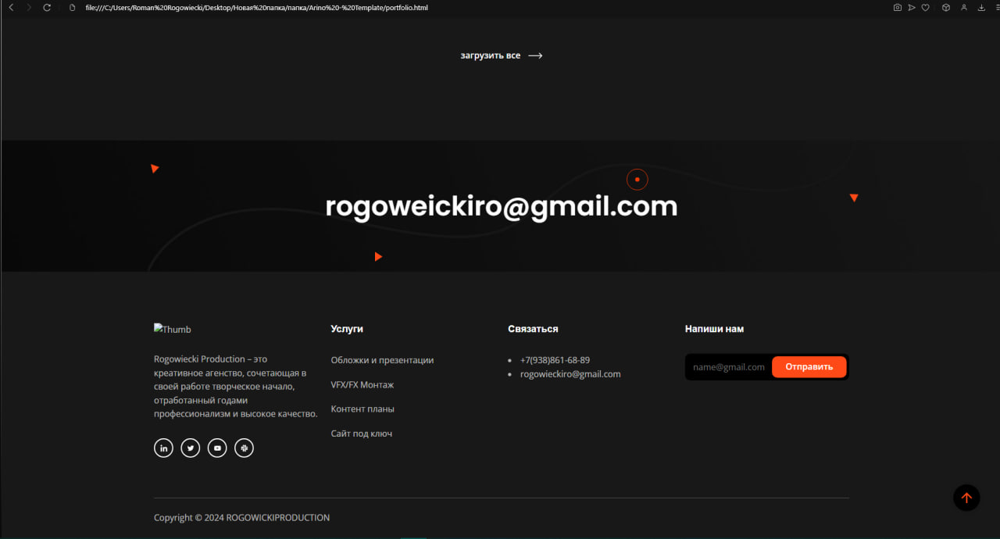 file:///C:/Users/Roman%20Rogowiecki/Desktop/Новая%20папка/папка/Arino%20-%20Template/portfolio.html
загрузить все
rogoweickiro@gmail.com
Thumb
Rogowiecki Production – это
креативное агенство, сочетающая в
своей работе творческое начало,
отработанный годами
профессионализм и высокое качество.
Услуги
Обложки и презентации
VFX/FX Монтаж
Контент планы
Сайт под ключ
Связаться
+7(938)861-68-89
rogowieckiro@gmail.com
Напиши нам
name@gmail.com
Отправить
Copyright © 2024 ROGOWICKIPRODUCTION